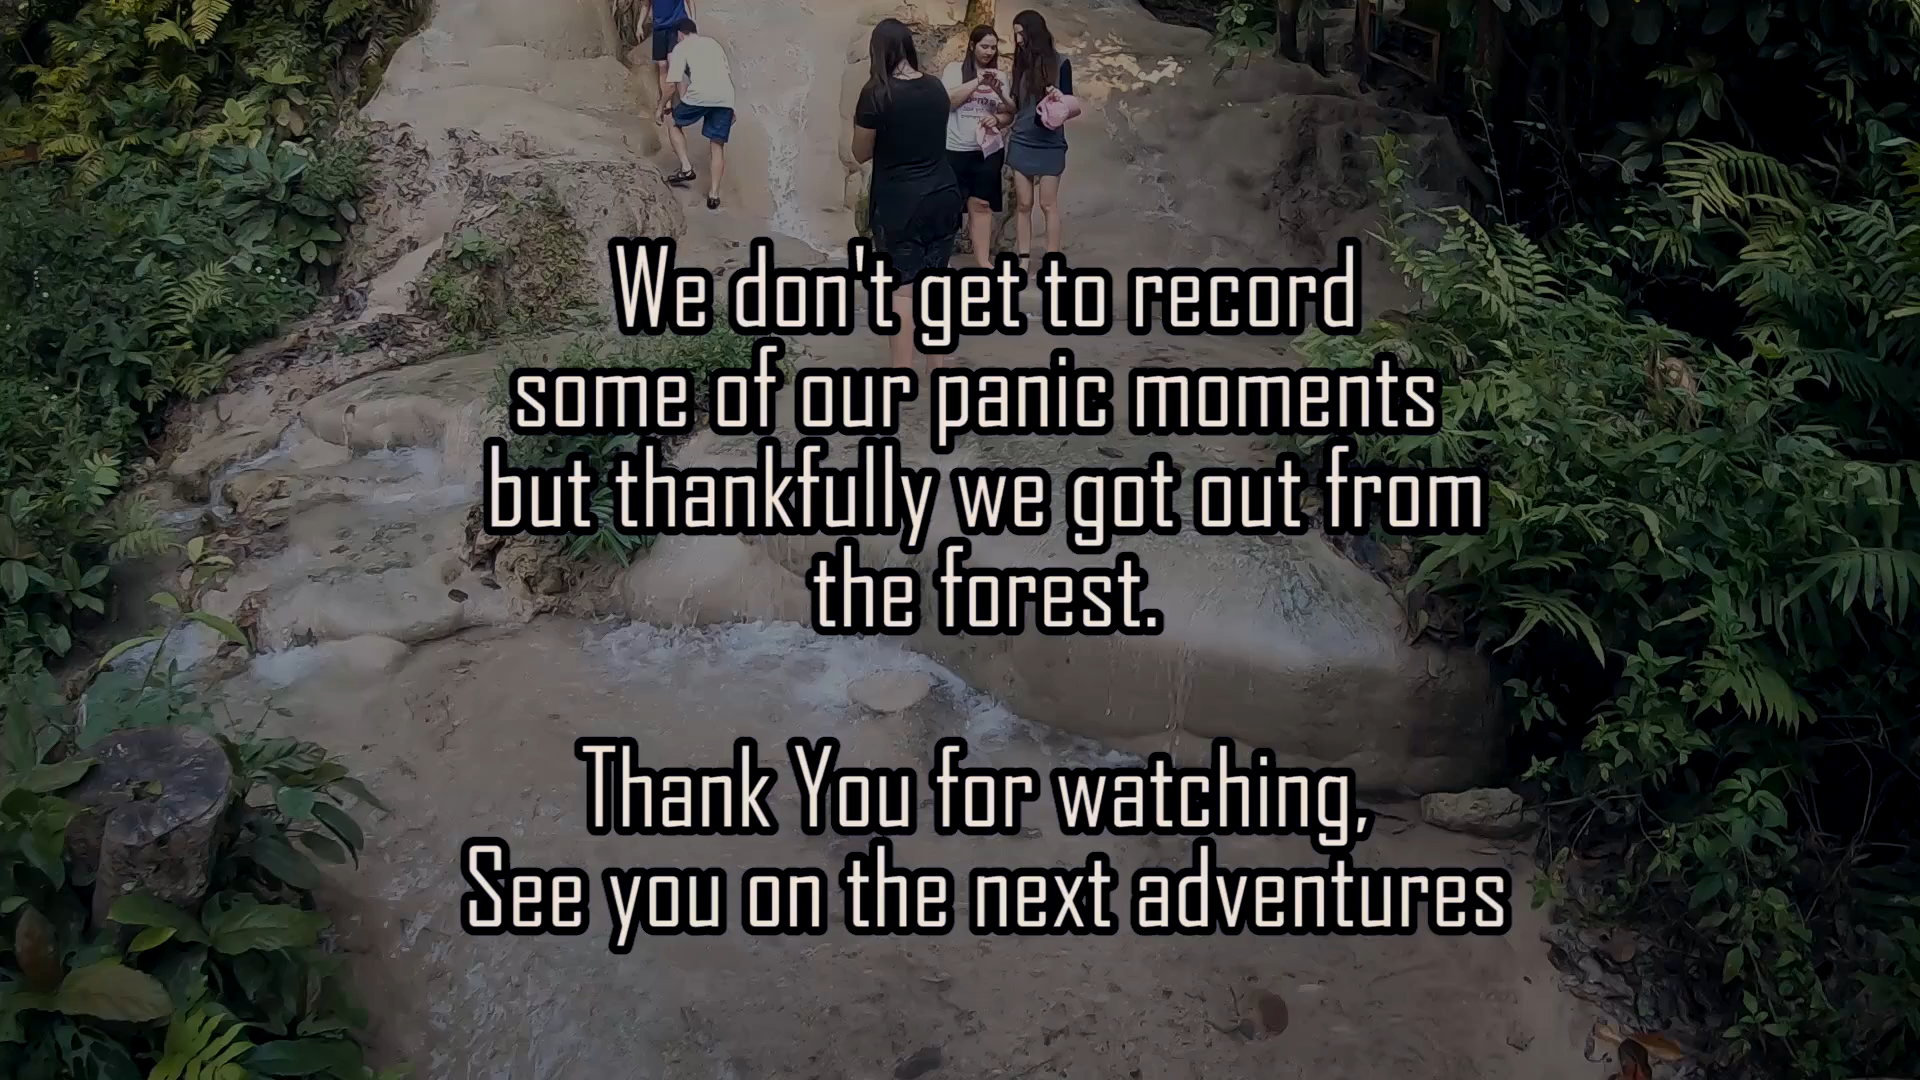 We don't get to record
some of our panic moments
but thankfully we got out from
the forest.
Thank You for watching,
See you on the next adventures